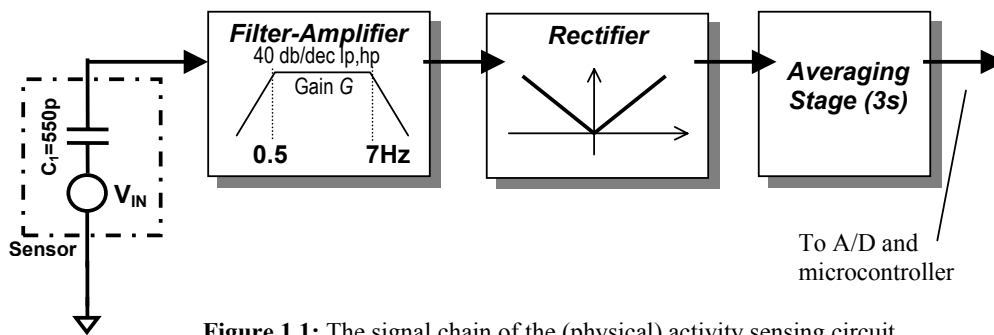 Filter-Amplifier
40 db/dec lp,hp
Gain G
0.5 7Hz
Rectifier
Averaging
Stage (3s)
C₁=550p
V_IN
Sensor
To A/D and
microcontroller
Figure 1.1: The signal chain of the (physical) activity sensing circuit